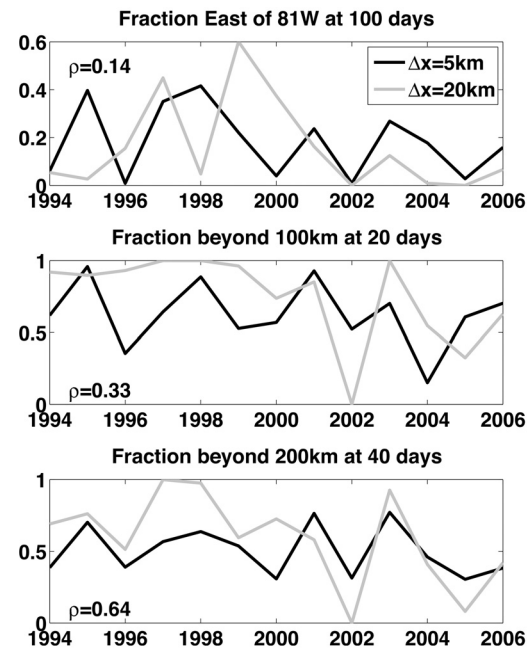 Fraction East of 81W at 100 days
0.6
0.4
0.2
0
ρ=0.14
Δx=5km
Δx=20km
1994 1996 1998 2000 2002 2004 2006
Fraction beyond 100km at 20 days
1
0.5
0
ρ=0.33
1994 1996 1998 2000 2002 2004 2006
Fraction beyond 200km at 40 days
1
0.5
0
ρ=0.64
1994 1996 1998 2000 2002 2004 2006